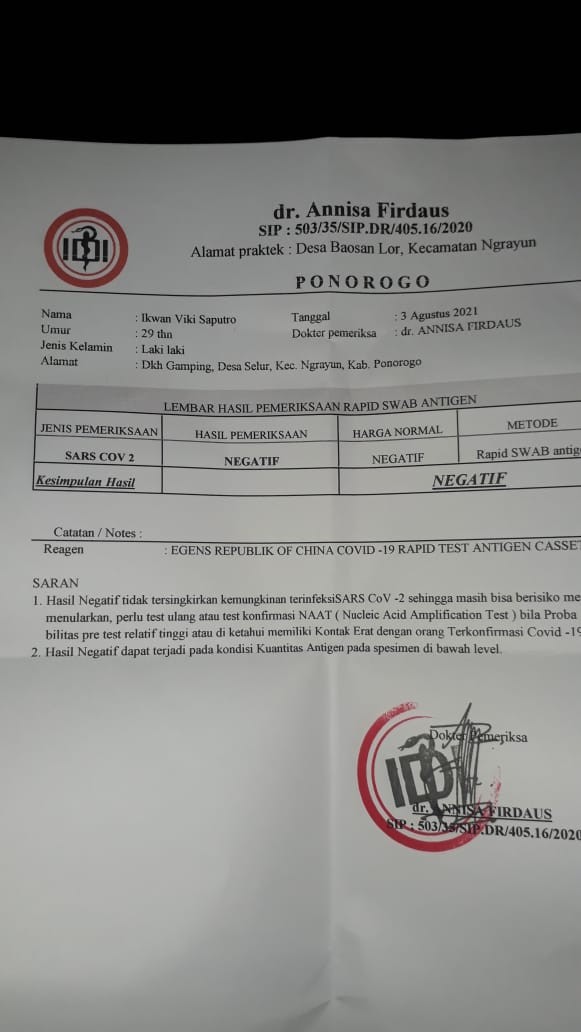 IDI
dr. Annisa Firdaus
SIP : 503/35/SIP.DR/405.16/2020
Alamat praktek : Desa Baosan Lor, Kecamatan Ngrayun
PONOROGO
Nama : Ikwan Viki Saputro Tanggal : 3 Agustus 2021
Umur : 29 thn Dokter pemeriksa : dr. ANNISA FIRDAUS
Jenis Kelamin : Laki laki
Alamat : Dkh Gamping, Desa Selur, Kec. Ngrayun, Kab. Ponorogo
LEMBAR HASIL PEMERIKSAAN RAPID SWAB ANTIGEN
JENIS PEMERIKSAAN HASIL PEMERIKSAAN HARGA NORMAL METODE
SARS COV 2 NEGATIF NEGATIF Rapid SWAB antig
Kesimpulan Hasil NEGATIF
Catatan / Notes :
Reagen : EGENS REPUBLIK OF CHINA COVID -19 RAPID TEST ANTIGEN CASSET
SARAN
1. Hasil Negatif tidak tersingkirkan kemungkinan terinfeksiSARS CoV -2 sehingga masih bisa berisiko me
menularkan, perlu test ulang atau test konfirmasi NAAT ( Nucleic Acid Amplification Test ) bila Proba
bilitas pre test relatif tinggi atau di ketahui memiliki Kontak Erat dengan orang Terkonfirmasi Covid -19
2. Hasil Negatif dapat terjadi pada kondisi Kuantitas Antigen pada spesimen di bawah level.
Dokter Pemeriksa
IDI
dr. ANNISA FIRDAUS
SIP : 503/35/SIP.DR/405.16/2020